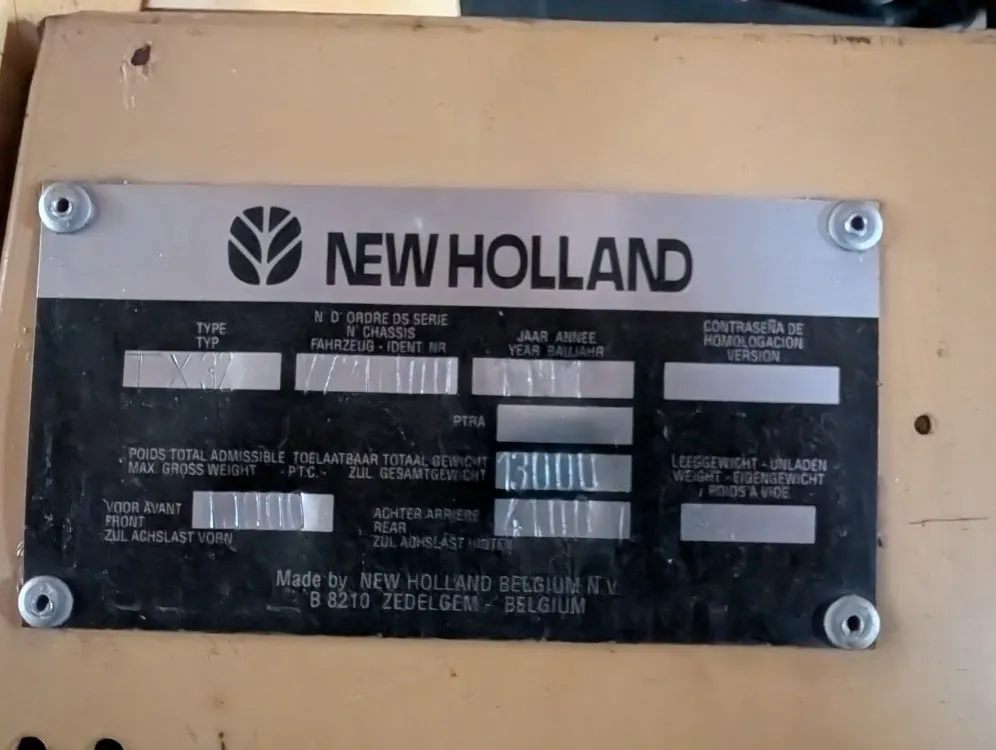 NEW HOLLAND
TYPE
TYP
N° D' ORDRE DS SERIE
N° CHASSIS
FAHRZEUG - IDENT NR
JAAR ANNEE
YEAR BAUJAHR
CONTRASEÑA DE
HOMOLOGACION
VERSION
TX32
PTRA
POIDS TOTAL ADMISSIBLE TOELAATBAAR TOTAAL GEWICHT
MAX. GROSS WEIGHT - P.T.C. - ZUL GESAMTGEWICHT
13000
LEEGGEWICHT - UNLADEN
WEIGHT - EIGENGEWICHT
/ POIDS A VIDE
VOOR AVANT
FRONT
ZUL ACHSLAST VORN
ACHTER ARRIERE
REAR
ZUL ACHSLAST HINTEN
Made by NEW HOLLAND BELGIUM N.V.
B 8210 ZEDELGEM - BELGIUM